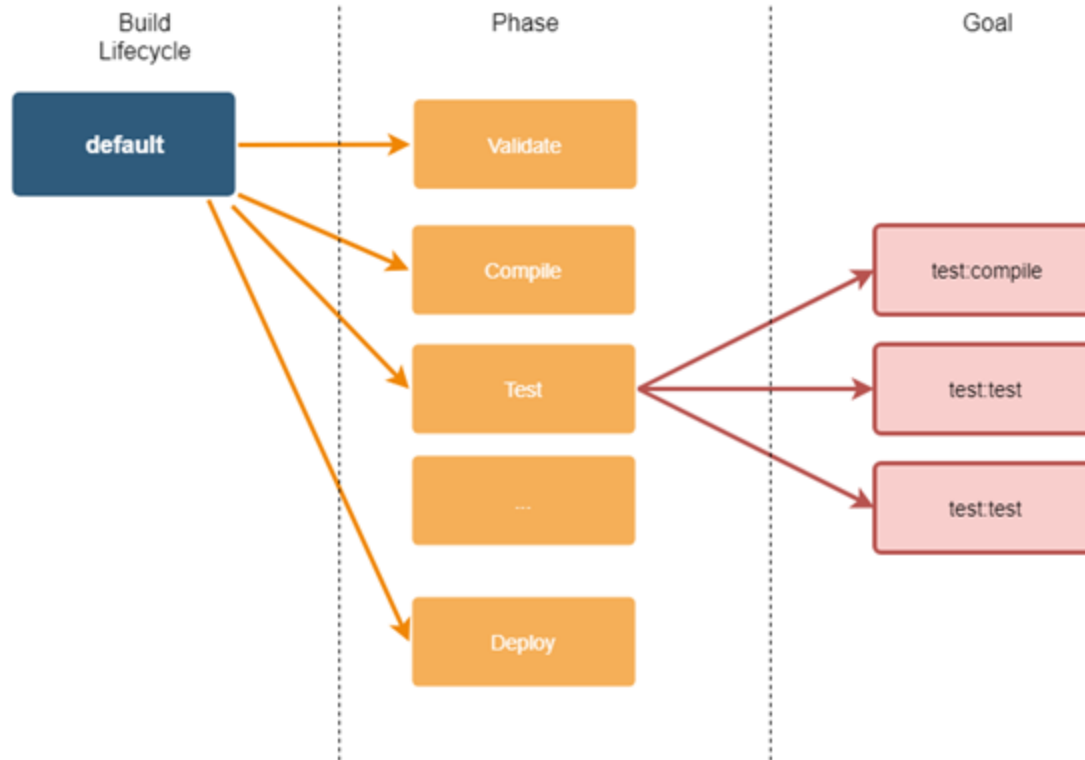 Build
Lifecycle
Phase
Goal
default
Validate
Compile
Test
...
Deploy
test:compile
test:test
test:test